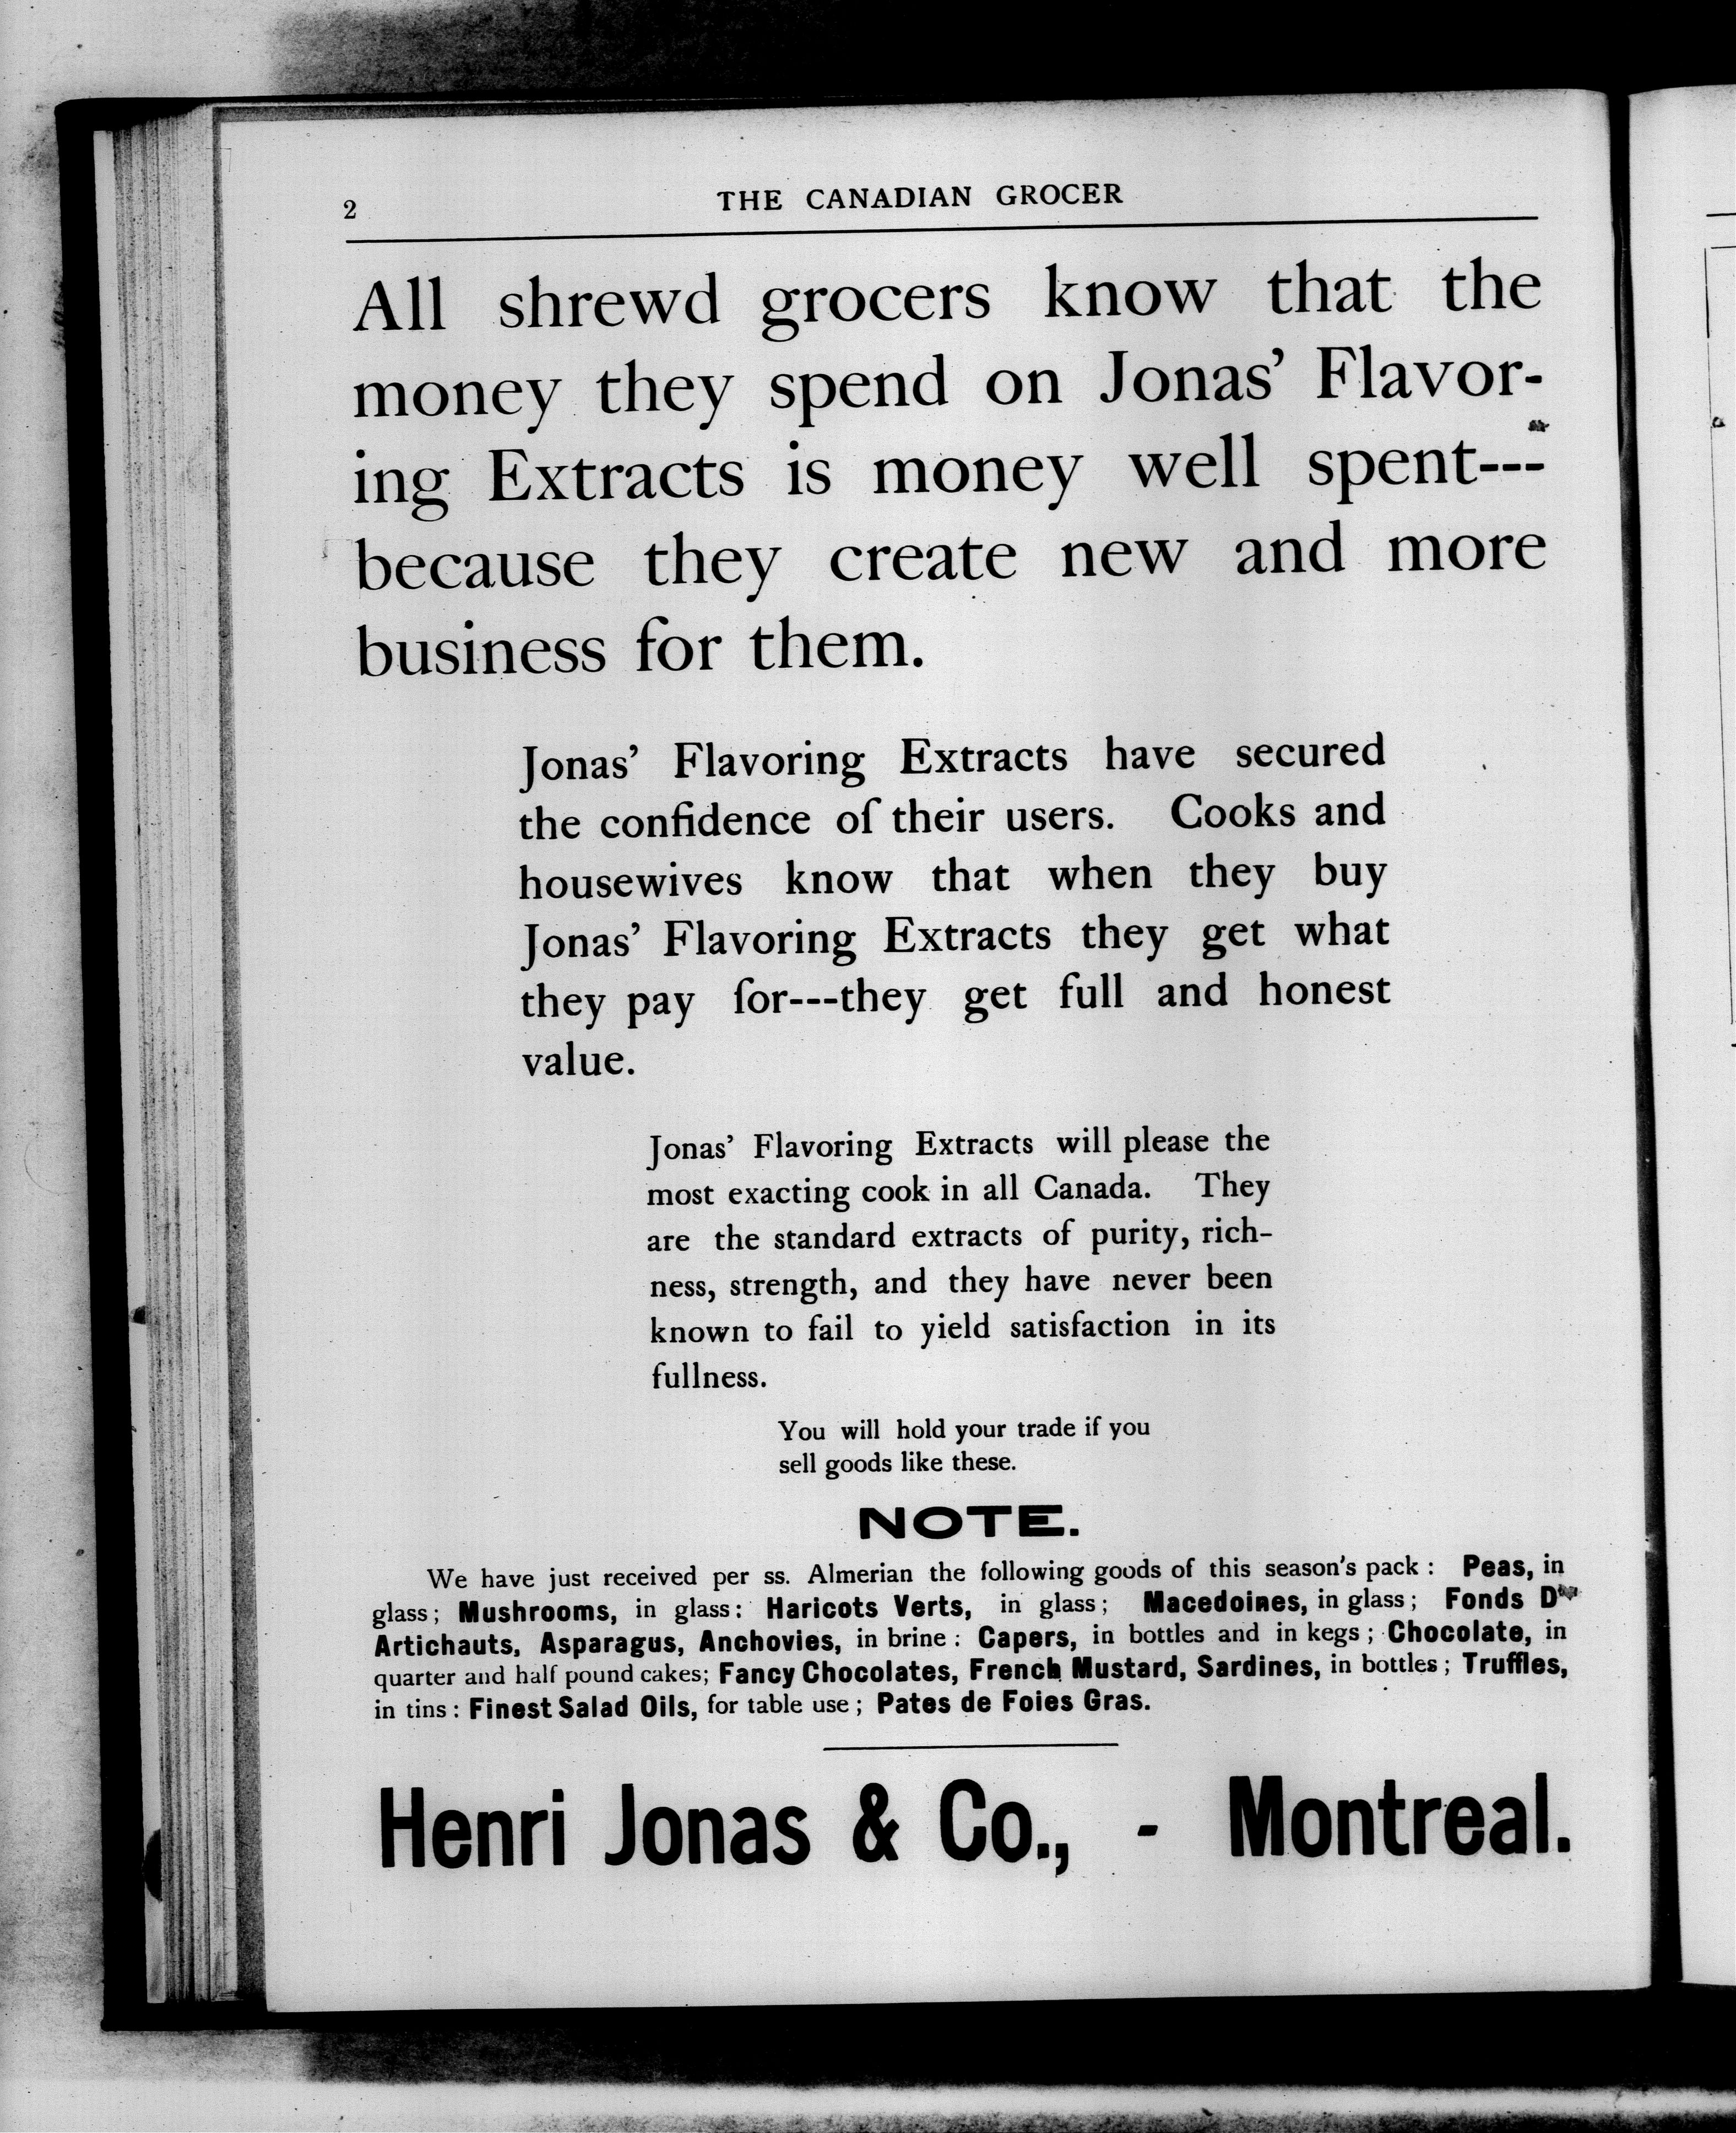 2
THE CANADIAN GROCER
All shrewd grocers know that the
money they spend on Jonas' Flavor-
ing Extracts is money well spent---
because they create new and more
business for them.
Jonas' Flavoring Extracts have secured
the confidence of their users. Cooks and
housewives know that when they buy
Jonas' Flavoring Extracts they get what
they pay for---they get full and honest
value.
Jonas' Flavoring Extracts will please the
most exacting cook in all Canada. They
are the standard extracts of purity, rich-
ness, strength, and they have never been
known to fail to yield satisfaction in its
fullness.
You will hold your trade if you
sell goods like these.
NOTE.
We have just received per ss. Almerian the following goods of this season's pack : Peas, in
glass ; Mushrooms, in glass : Haricots Verts, in glass ; Macedoines, in glass ; Fonds D'
Artichauts, Asparagus, Anchovies, in brine : Capers, in bottles and in kegs ; Chocolate, in
quarter and half pound cakes; Fancy Chocolates, French Mustard, Sardines, in bottles ; Truffles,
in tins : Finest Salad Oils, for table use ; Pates de Foies Gras.
Henri Jonas & Co., - Montreal.